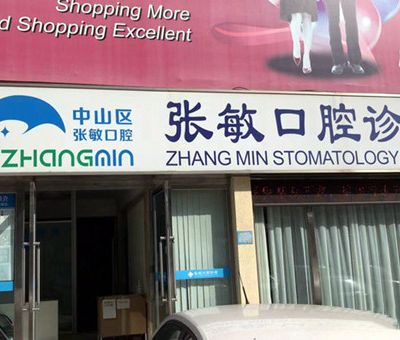 Shopping More
d Shopping Excellent
中山区
张敏口腔
ZHANGMIN
张敏口腔诊
ZHANG MIN STOMATOLOGY